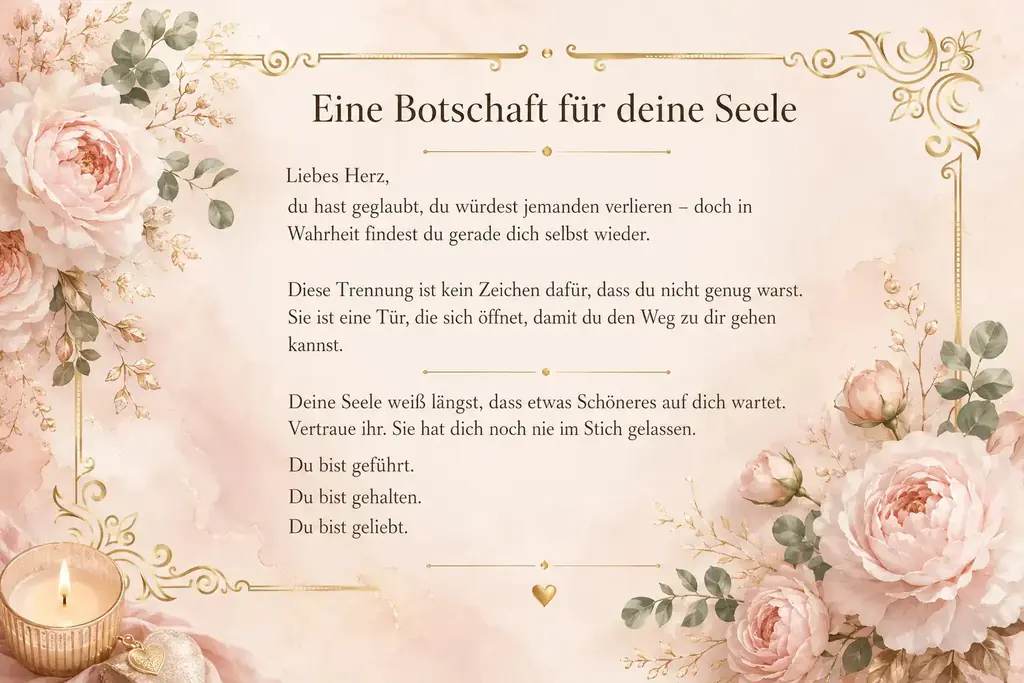 Eine Botschaft für deine Seele
Liebes Herz,
du hast geglaubt, du würdest jemanden verlieren – doch in
Wahrheit findest du gerade dich selbst wieder.
Diese Trennung ist kein Zeichen dafür, dass du nicht genug warst.
Sie ist eine Tür, die sich öffnet, damit du den Weg zu dir gehen
kannst.
Deine Seele weiß längst, dass etwas Schöneres auf dich wartet.
Vertraue ihr. Sie hat dich noch nie im Stich gelassen.
Du bist geführt.
Du bist gehalten.
Du bist geliebt.